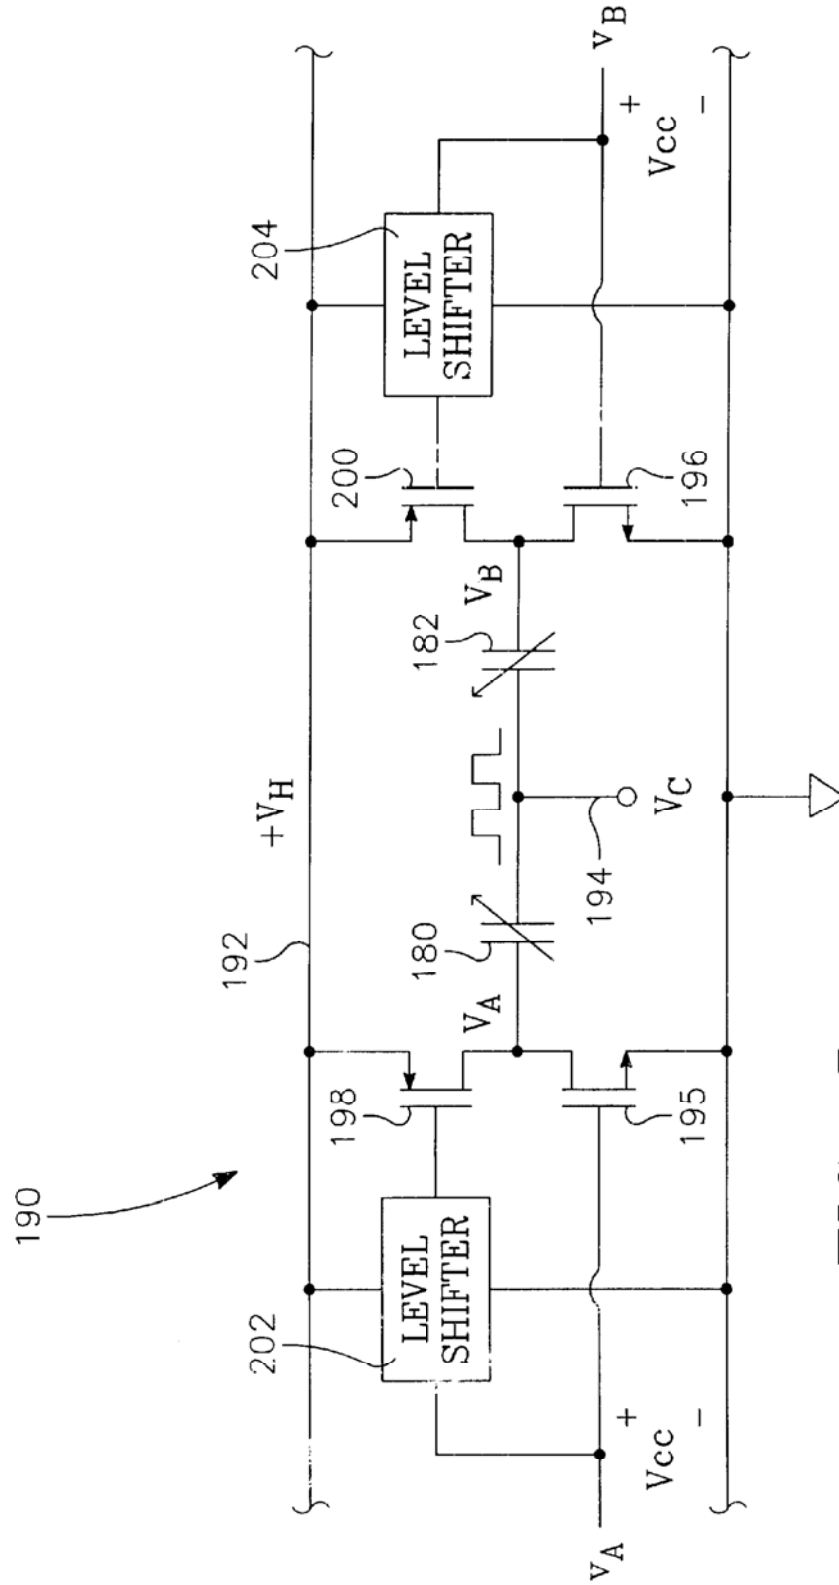 190
192
+V_H
202
LEVEL
SHIFTER
198
V_A
180
182
V_B
200
LEVEL
SHIFTER
204
v_A
+
Vcc
−
195
194
V_C
196
v_B
+
Vcc
−